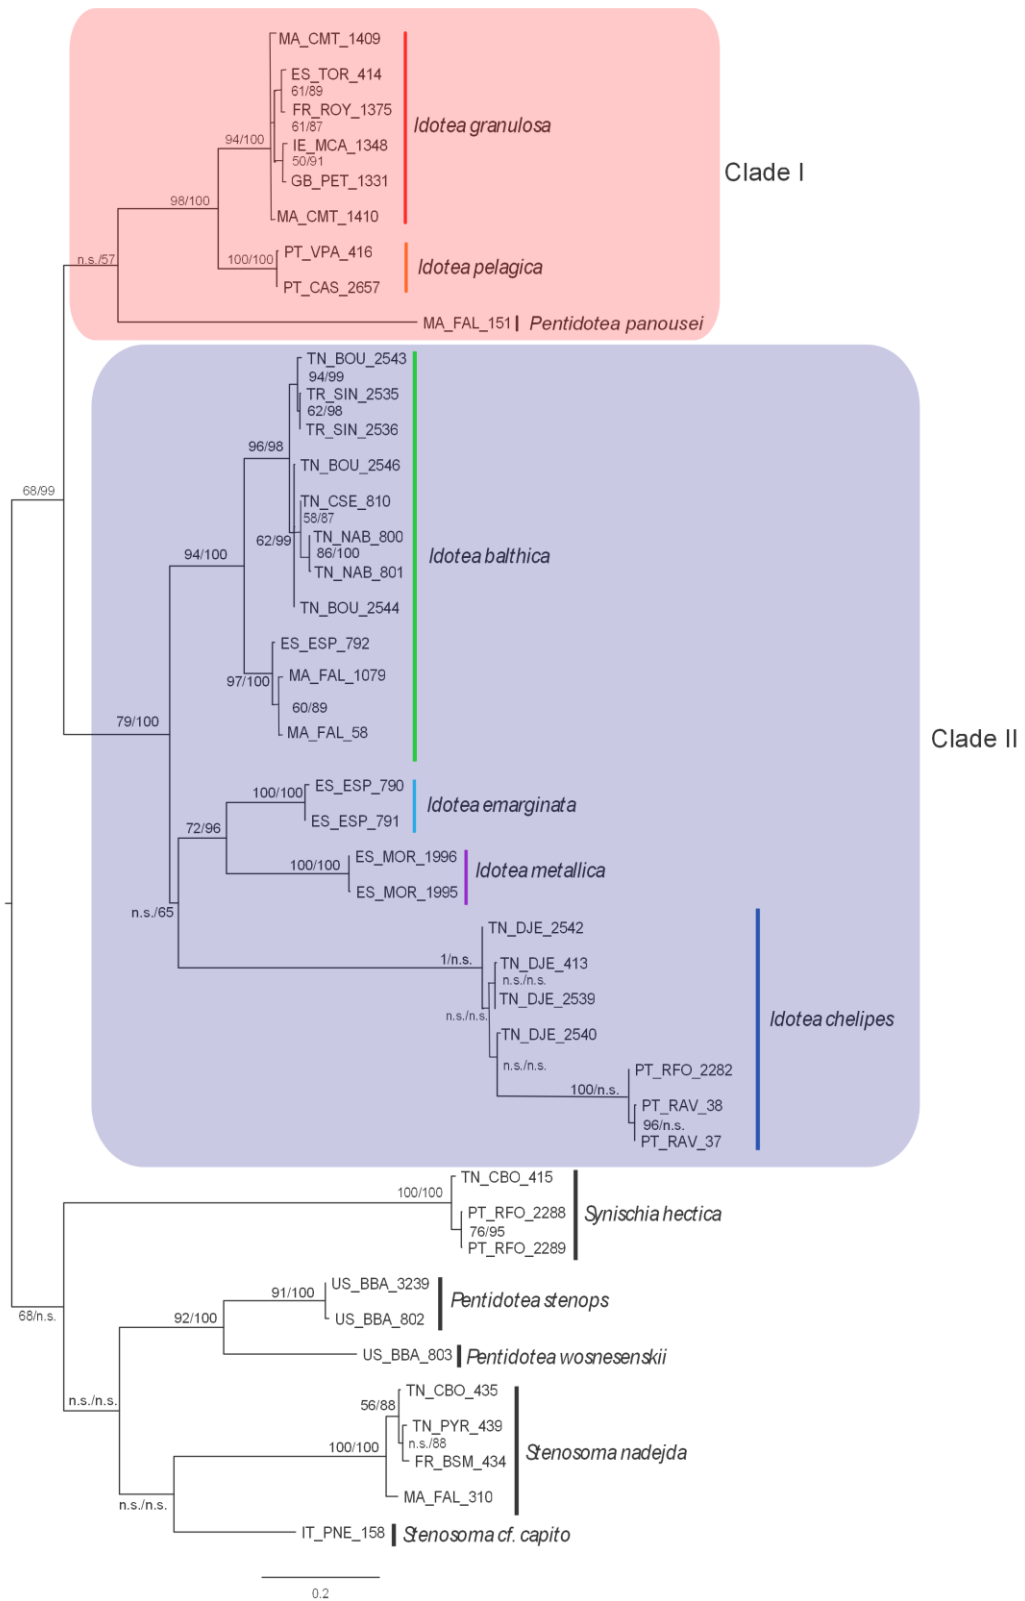 MA_CMT_1409
ES_TOR_414
61/89
FR_ROY_1375
61/87
Idotea granulosa
94/100
IE_MCA_1348
50/91
GB_PET_1331
Clade I
98/100
MA_CMT_1410
PT_VPA_416
n.s./57
100/100
Idotea pelagica
PT_CAS_2657
MA_FAL_151
Pentidotea panousei
TN_BOU_2543
94/99
TR_SIN_2535
62/98
TR_SIN_2536
96/98
TN_BOU_2546
68/99
TN_CSE_810
58/87
TN_NAB_800
62/99
86/100
94/100
Idotea balthica
TN_NAB_801
TN_BOU_2544
ES_ESP_792
MA_FAL_1079
97/100
60/89
79/100
MA_FAL_58
Clade II
ES_ESP_790
100/100
Idotea emarginata
ES_ESP_791
72/96
ES_MOR_1996
100/100
Idotea metallica
ES_MOR_1995
n.s./65
TN_DJE_2542
1/n.s.
TN_DJE_413
n.s./n.s.
TN_DJE_2539
n.s./n.s.
Idotea chelipes
TN_DJE_2540
n.s./n.s.
PT_RFO_2282
100/n.s.
PT_RAV_38
96/n.s.
PT_RAV_37
TN_CBO_415
100/100
PT_RFO_2288
Synischia hectica
76/95
PT_RFO_2289
US_BBA_3239
91/100
Pentidotea stenops
68/n.s.
92/100
US_BBA_802
US_BBA_803
Pentidotea wosnesenskii
TN_CBO_435
n.s./n.s.
56/88
TN_PYR_439
n.s./88
100/100
Stenosoma nadejda
FR_BSM_434
MA_FAL_310
n.s./n.s.
IT_PNE_158
Stenosoma cf. capito
0.2